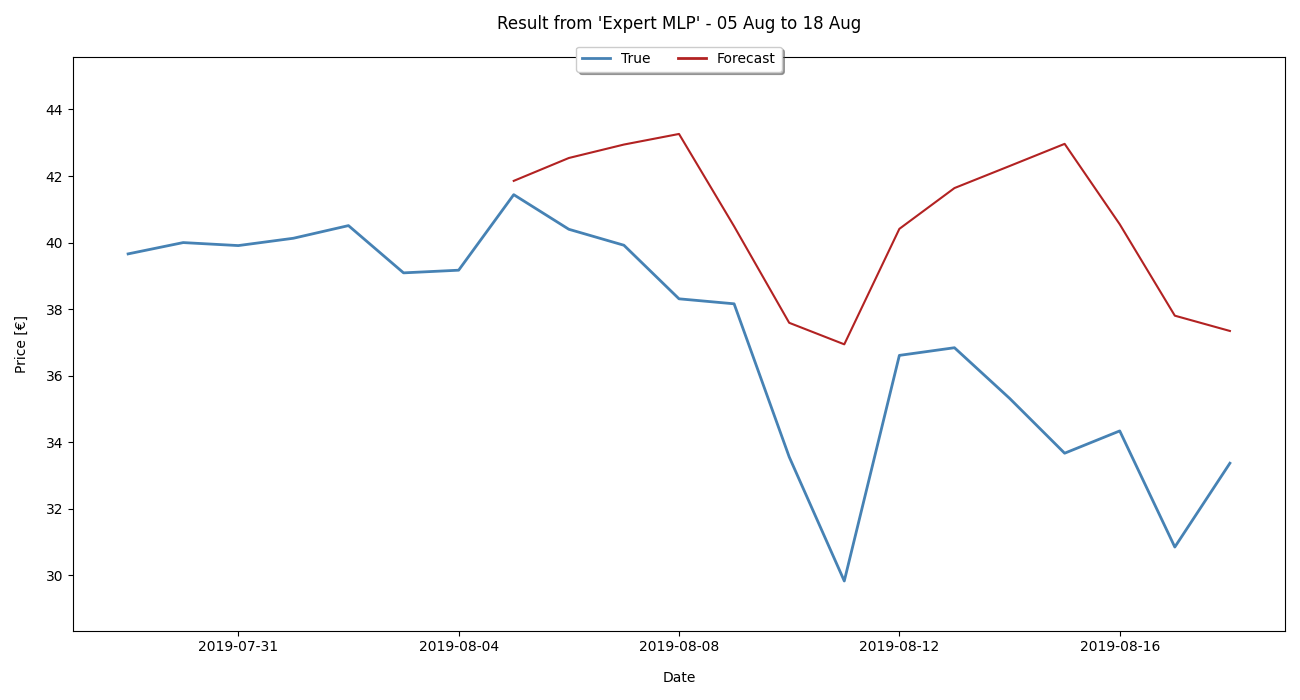 Result from 'Expert MLP' - 05 Aug to 18 Aug
True Forecast
44
42
40
38
36
34
32
30
Price [€]
2019-07-31 2019-08-04 2019-08-08 2019-08-12 2019-08-16
Date